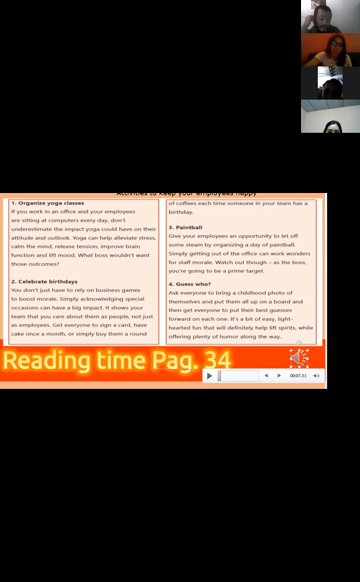 Activities to keep your employees happy
1. Organize yoga classes
If you work in an office and your employees
are sitting at computers every day, don't
underestimate the impact yoga could have on their
attitude and outlook. Yoga can help alleviate stress,
calm the mind, release tension, improve brain
function and lift mood. What boss wouldn't want
those outcomes?
2. Celebrate birthdays
You don't just have to rely on business games
to boost morale. Simply acknowledging special
occasions can have a big impact. It shows your
team that you care about them as people, not just
as employees. Get everyone to sign a card, have
cake once a month, or simply buy them a round
of coffees each time someone in your team has a
birthday.
3. Paintball
Give your employees an opportunity to let off
some steam by organizing a day of paintball.
Simply getting out of the office can work wonders
for staff morale. Watch out though – as the boss,
you're going to be a prime target.
4. Guess who?
Ask everyone to bring a childhood photo of
themselves and put them all up on a board and
then get everyone to put their best guesses
forward on each one. It's a bit of easy, light-
hearted fun that will definitely help lift spirits, while
offering plenty of humor along the way.
Reading time Pag. 34
00:07.53